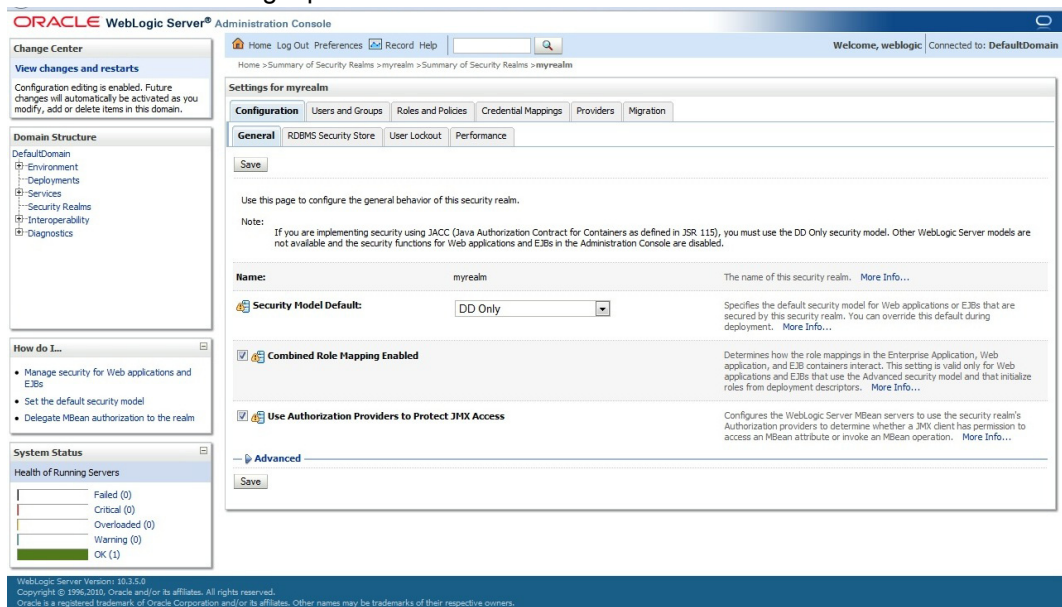 ORACLE WebLogic Server® Administration Console
Change Center
View changes and restarts
Configuration editing is enabled. Future
changes will automatically be activated as you
modify, add or delete items in this domain.
Domain Structure
DefaultDomain
Environment
Deployments
Services
Security Realms
Interoperability
Diagnostics
How do I...
Manage security for Web applications and
EJBs
Set the default security model
Delegate MBean authorization to the realm
System Status
Health of Running Servers
Failed (0)
Critical (0)
Overloaded (0)
Warning (0)
OK (1)
Home Log Out Preferences Record Help
Welcome, weblogic Connected to: DefaultDomain
Home >Summary of Security Realms >myrealm >Summary of Security Realms >myrealm
Settings for myrealm
Configuration Users and Groups Roles and Policies Credential Mappings Providers Migration
General RDBMS Security Store User Lockout Performance
Save
Use this page to configure the general behavior of this security realm.
Note:
If you are implementing security using JACC (Java Authorization Contract for Containers as defined in JSR 115), you must use the DD Only security model. Other WebLogic Server models are
not available and the security functions for Web applications and EJBs in the Administration Console are disabled.
Name: myrealm The name of this security realm. More Info...
Security Model Default: DD Only
Specifies the default security model for Web applications or EJBs that are
secured by this security realm. You can override this default during
deployment. More Info...
Combined Role Mapping Enabled
Determines how the role mappings in the Enterprise Application, Web
application, and EJB containers interact. This setting is valid only for Web
applications and EJBs that use the Advanced security model and that initialize
roles from deployment descriptors. More Info...
Use Authorization Providers to Protect JMX Access
Configures the WebLogic Server MBean servers to use the security realm's
Authorization providers to determine whether a JMX client has permission to
access an MBean attribute or invoke an MBean operation. More Info...
Advanced
Save
WebLogic Server Version: 10.3.5.0
Copyright © 1996,2010, Oracle and/or its affiliates. All rights reserved.
Oracle is a registered trademark of Oracle Corporation and/or its affiliates. Other names may be trademarks of their respective owners.